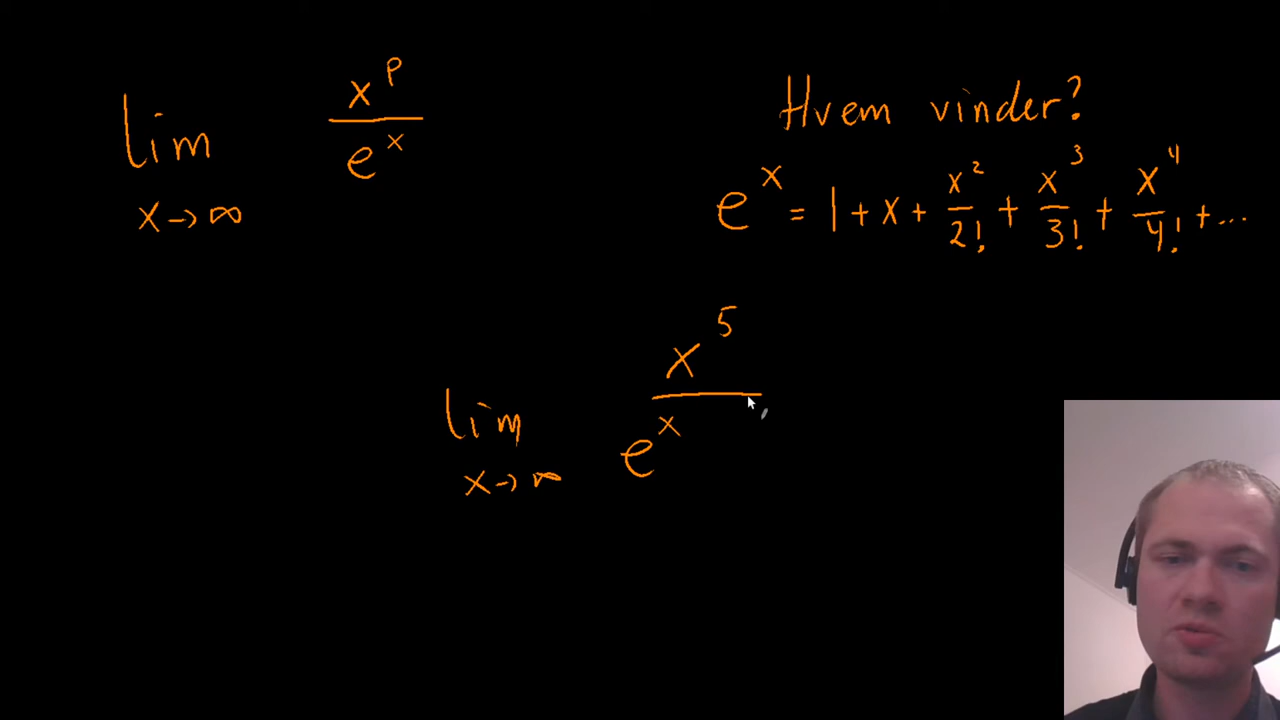 lim x→∞ x^p / e^x
Hvem vinder?
e^x = 1 + x + x^2/2! + x^3/3! + x^4/4! + ...
lim x→∞ x^5 / e^x